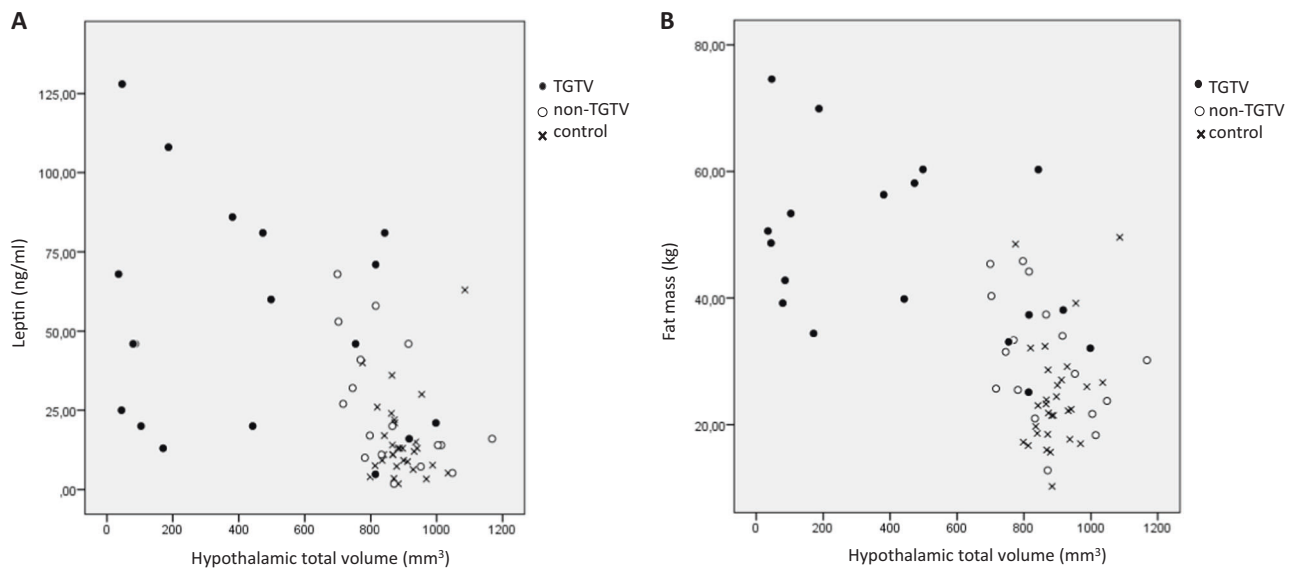 A
Leptin (ng/ml)
125,00
100,00
75,00
50,00
25,00
,00
0 200 400 600 800 1000 1200
Hypothalamic total volume (mm³)
TGTV
non-TGTV
control
B
Fat mass (kg)
80,00
60,00
40,00
20,00
0 200 400 600 800 1000 1200
Hypothalamic total volume (mm³)
TGTV
non-TGTV
control